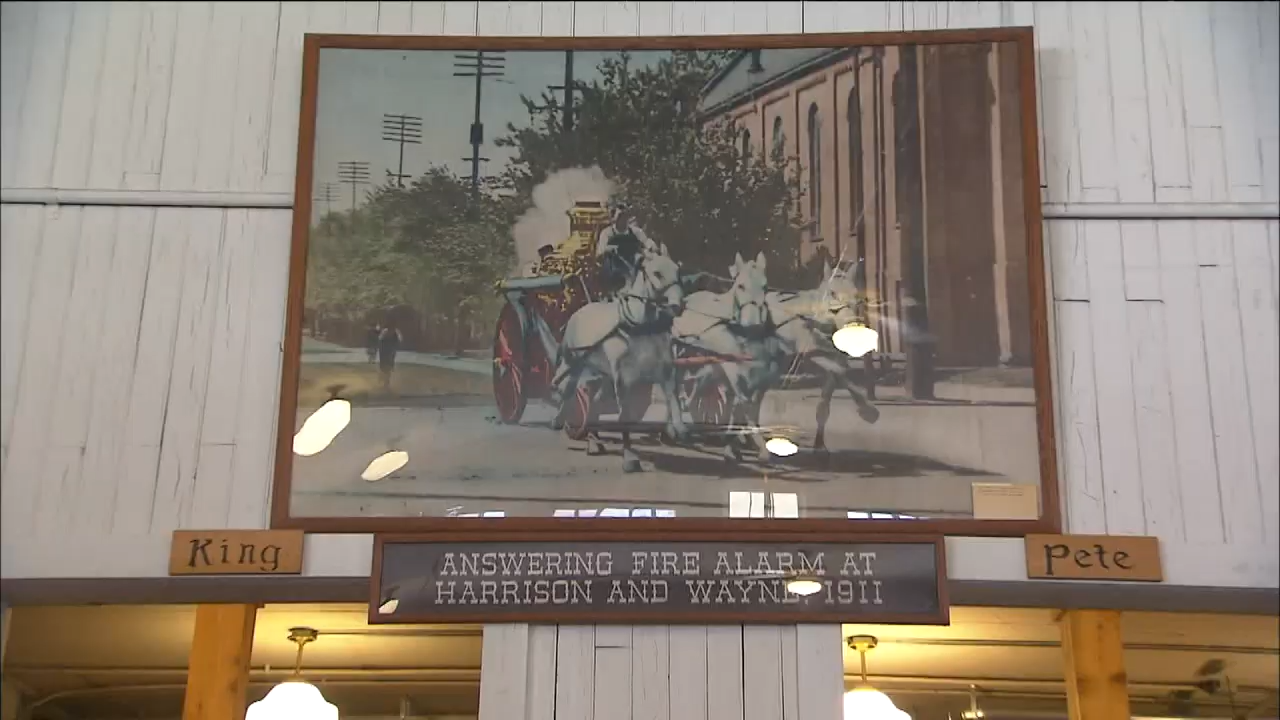 King
ANSWERING FIRE ALARM AT
HARRISON AND WAYNE, 1911
Pete